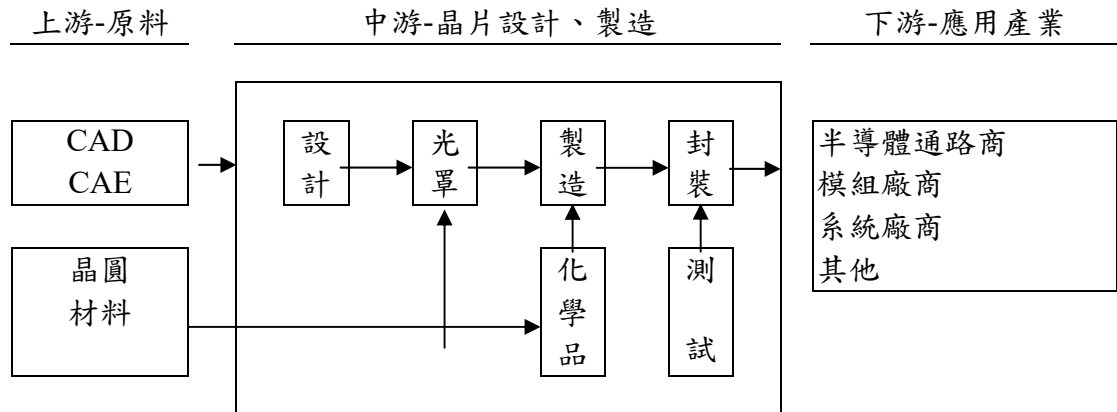 上游-原料
中游-晶片設計、製造
下游-應用產業
CAD
CAE
設計
光罩
製造
封裝
半導體通路商
模組廠商
系統廠商
其他
晶圓
材料
化學品
測試